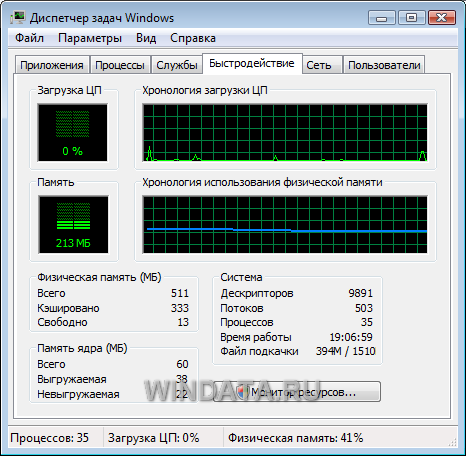 Диспетчер задач Windows
Файл Параметры Вид Справка
Приложения Процессы Службы Быстродействие Сеть Пользователи
Загрузка ЦП Хронология загрузки ЦП
0 %
Память Хронология использования физической памяти
213 МБ
Физическая память (МБ)
Всего 511
Кэшировано 333
Свободно 13
Память ядра (МБ)
Всего 60
Выгружаемая 38
Невыгружаемая 22
Система
Дескрипторов 9891
Потоков 503
Процессов 35
Время работы 19:06:59
Файл подкачки 394M / 1510
Монитор ресурсов...
WINDATA.RU
Процессов: 35 Загрузка ЦП: 0% Физическая память: 41%